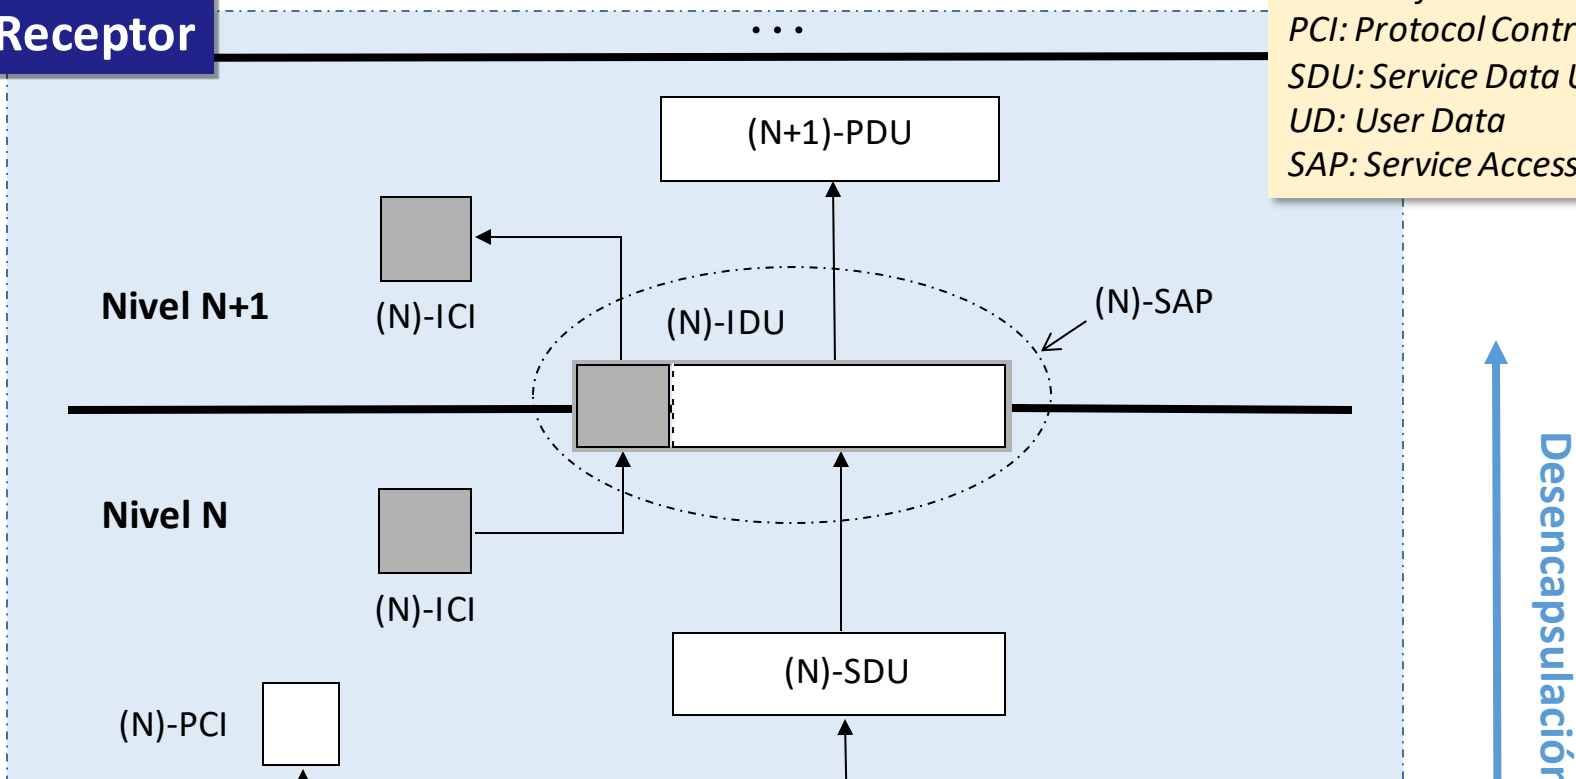 Receptor
...
PCI: Protocol Contr
SDU: Service Data U
UD: User Data
SAP: Service Access
(N+1)-PDU
(N)-ICI
Nivel N+1
(N)-IDU
(N)-SAP
Nivel N
(N)-ICI
(N)-SDU
(N)-PCI
Desencapsulación